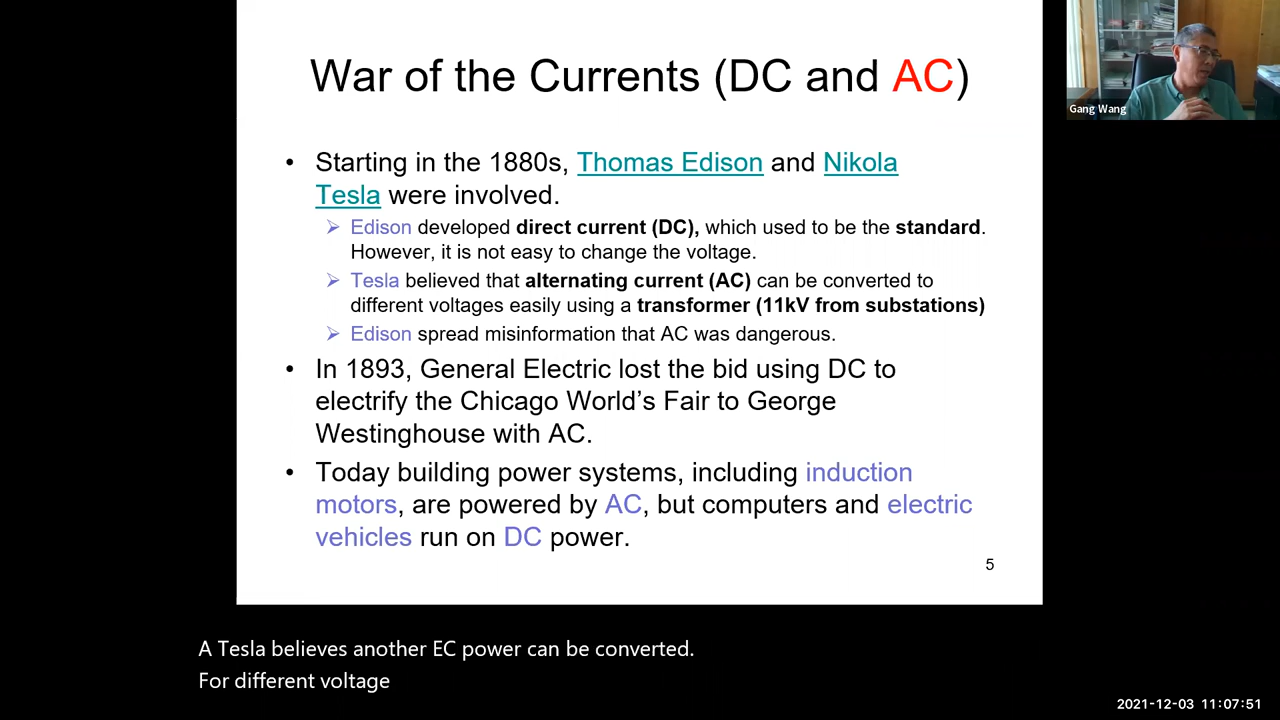 War of the Currents (DC and AC)
Gang Wang
• Starting in the 1880s, Thomas Edison and Nikola
Tesla were involved.
➢ Edison developed direct current (DC), which used to be the standard.
However, it is not easy to change the voltage.
➢ Tesla believed that alternating current (AC) can be converted to
different voltages easily using a transformer (11kV from substations)
➢ Edison spread misinformation that AC was dangerous.
• In 1893, General Electric lost the bid using DC to
electrify the Chicago World’s Fair to George
Westinghouse with AC.
• Today building power systems, including induction
motors, are powered by AC, but computers and electric
vehicles run on DC power.
5
A Tesla believes another EC power can be converted.
For different voltage
2021-12-03 11:07:51